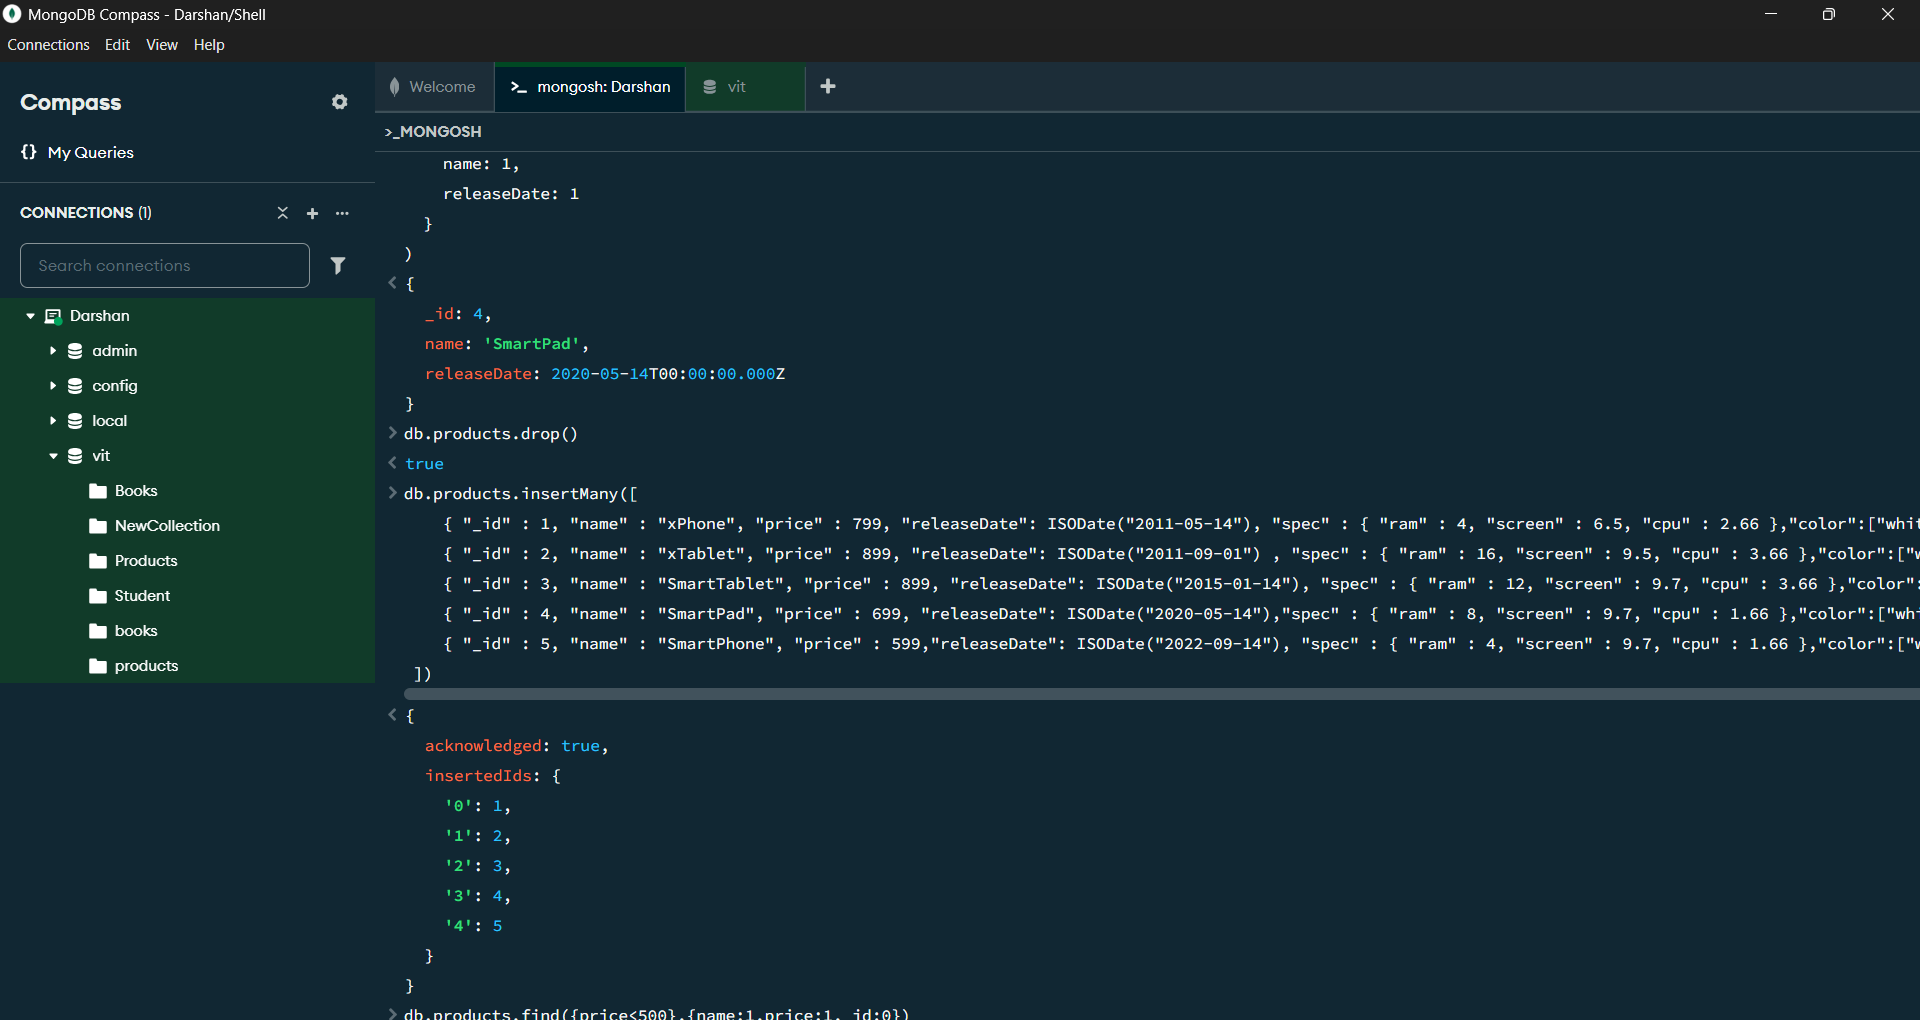 MongoDB Compass - Darshan/Shell
Connections Edit View Help
Compass
{} My Queries
CONNECTIONS (1)
Search connections
Darshan
admin
config
local
vit
Books
NewCollection
Products
Student
books
products
Welcome
>_ mongosh: Darshan
vit
+
>_MONGOSH
name: 1,
releaseDate: 1
}
)
< {
_id: 4,
name: 'SmartPad',
releaseDate: 2020-05-14T00:00:00.000Z
}
> db.products.drop()
< true
> db.products.insertMany([
{ "_id" : 1, "name" : "xPhone", "price" : 799, "releaseDate": ISODate("2011-05-14"), "spec" : { "ram" : 4, "screen" : 6.5, "cpu" : 2.66 },"color":["whit
{ "_id" : 2, "name" : "xTablet", "price" : 899, "releaseDate": ISODate("2011-09-01") , "spec" : { "ram" : 16, "screen" : 9.5, "cpu" : 3.66 },"color":["w
{ "_id" : 3, "name" : "SmartTablet", "price" : 899, "releaseDate": ISODate("2015-01-14"), "spec" : { "ram" : 12, "screen" : 9.7, "cpu" : 3.66 },"color":
{ "_id" : 4, "name" : "SmartPad", "price" : 699, "releaseDate": ISODate("2020-05-14"),"spec" : { "ram" : 8, "screen" : 9.7, "cpu" : 1.66 },"color":["whi
{ "_id" : 5, "name" : "SmartPhone", "price" : 599,"releaseDate": ISODate("2022-09-14"), "spec" : { "ram" : 4, "screen" : 9.7, "cpu" : 1.66 },"color":["w
])
< {
acknowledged: true,
insertedIds: {
'0': 1,
'1': 2,
'2': 3,
'3': 4,
'4': 5
}
}
> db.products.find({price<500},{name:1,price:1,_id:0})